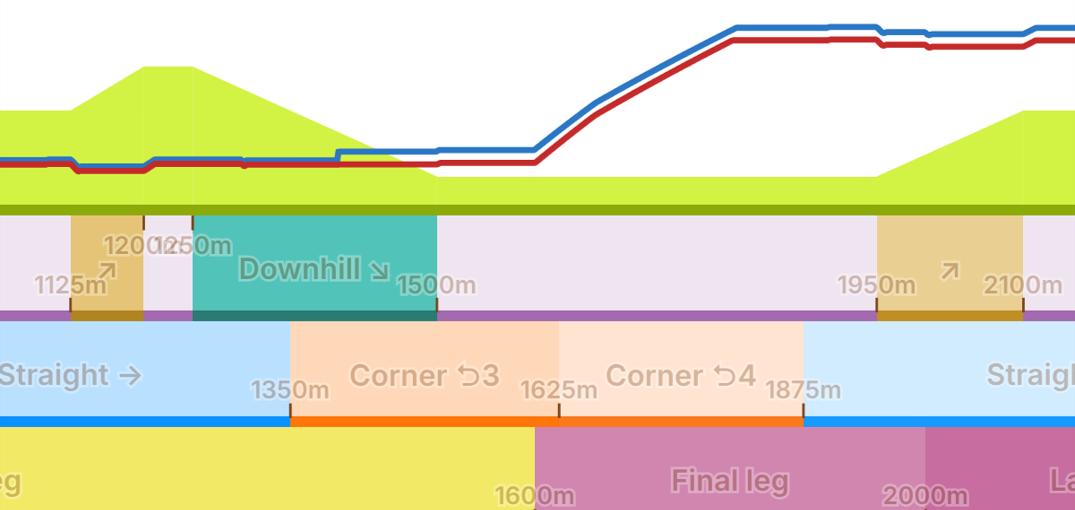 1200m 1250m
Downhill ↘
1125m ↗ 1500m 1950m ↗ 2100m
Straight → Corner ⮌3 Corner ⮌4 Straigh
1350m 1625m 1875m
eg Final leg La
1600m 2000m